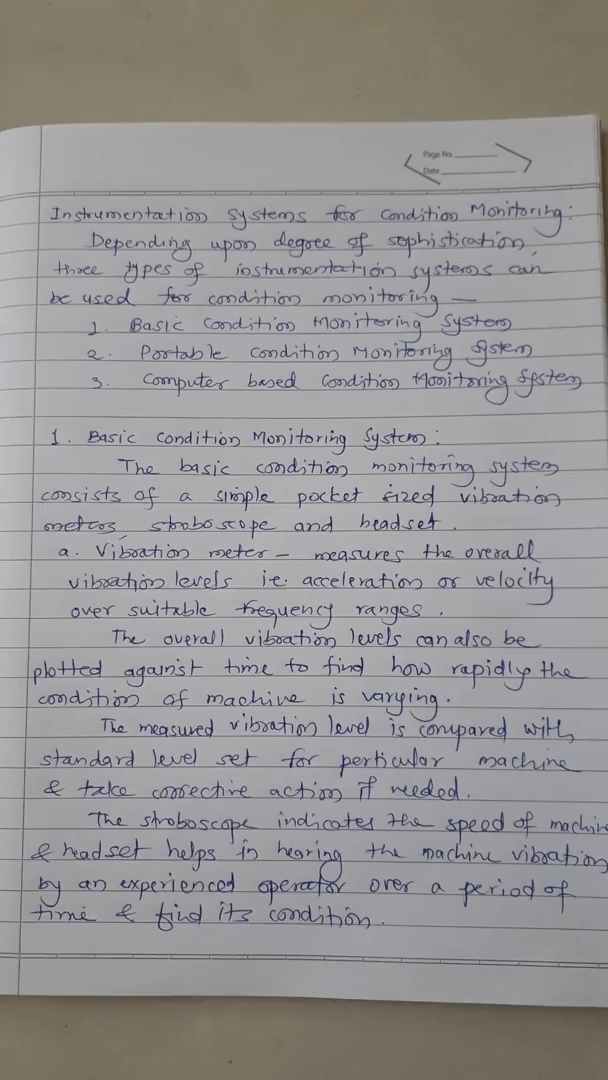 Page No.
Date
Instrumentation systems for condition Monitoring:
Depending upon degree of sophistication,
three types of instrumentation systems can
be used for condition monitoring —
1. Basic Condition Monitoring System
2. Portable Condition Monitoring System
3. Computer based Condition Monitoring System
1. Basic Condition Monitoring System:
The basic condition monitoring system
consists of a simple pocket sized vibration
meters, stroboscope and headset.
a. Vibration meter – measures the overall
vibration levels ie. acceleration or velocity
over suitable frequency ranges.
The overall vibration levels can also be
plotted against time to find how rapidly the
condition of machine is varying.
The measured vibration level is compared with
standard level set for perticular machine
& take corrective action if needed.
The stroboscope indicates the speed of machine
& headset helps in hearing the machine vibration
by an experienced operator over a period of
time & find its condition.